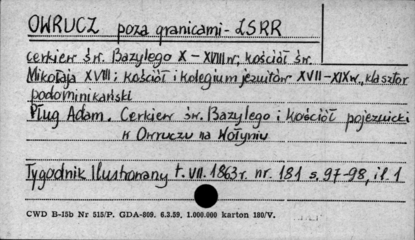 OWRUCZ poza granicami - ZSRR
cerkiew św. Bazylego X - XVIII w; kościół św.
Mikołaja XVIII; kościół i kolegium jezuitów XVII-XIX w., klasztor
podominikański
Pług Adam. Cerkiew św. Bazylego i kościół pojezuicki
w Owruczu na Wołyniu
Tygodnik Ilustrowany t. VII. 1863 r. nr. 181 s. 97-98, il. 1
CWD B-15b Nr 515/P. GDA-809. 6.3.59. 1.000.000 karton 180/V.